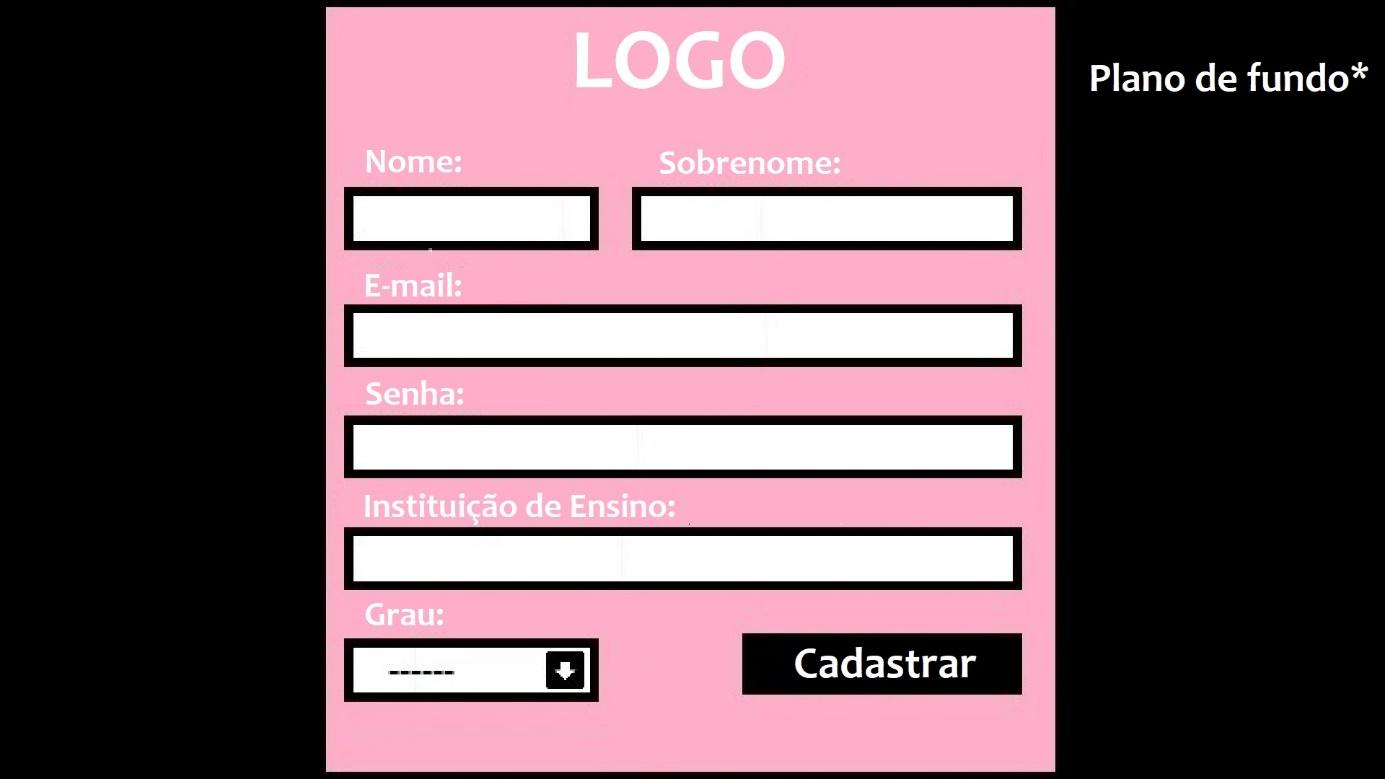 LOGO
Plano de fundo*
Nome:
Sobrenome:
E-mail:
Senha:
Instituição de Ensino:
Grau:
------
Cadastrar